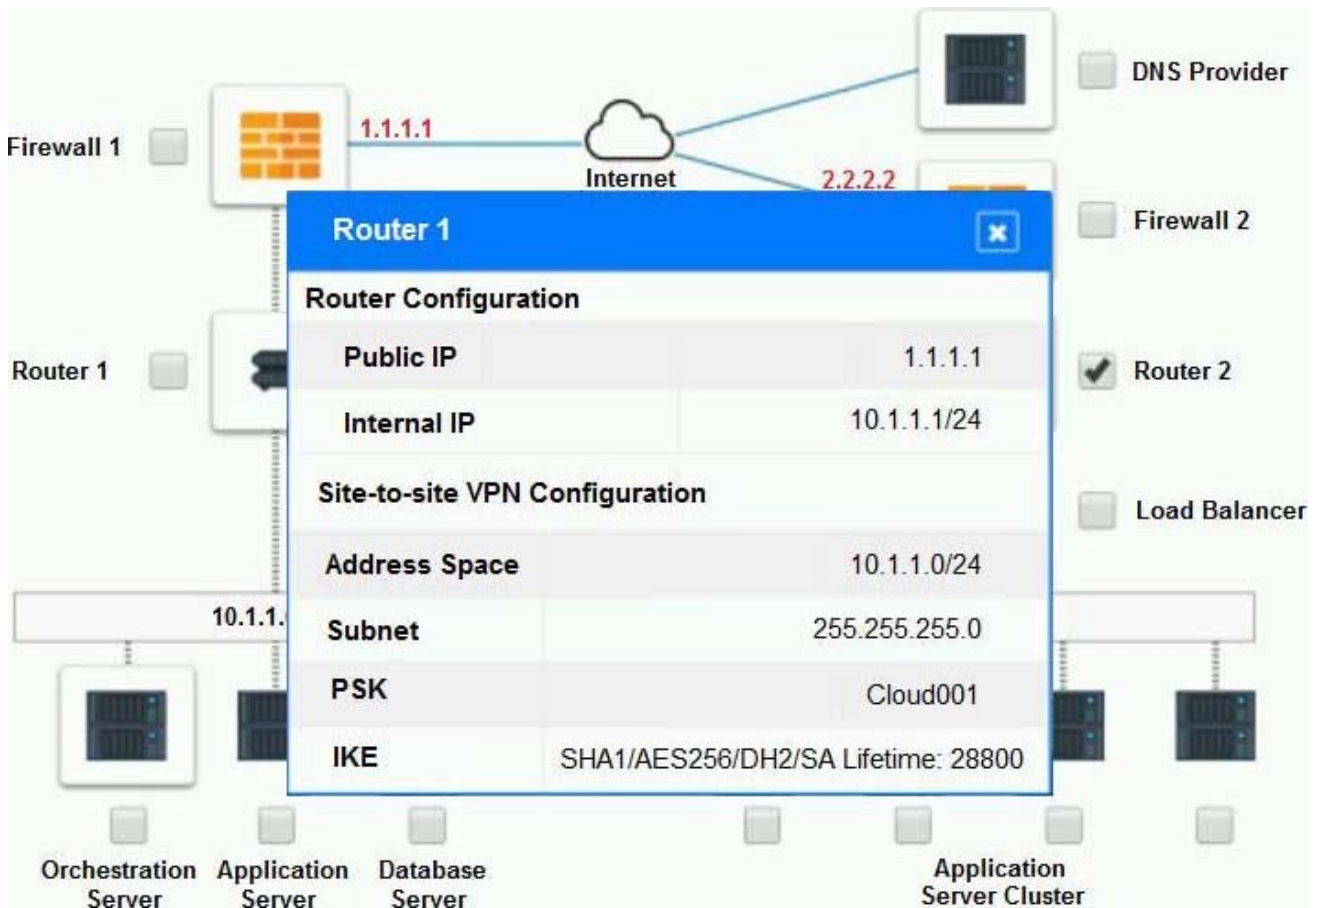 DNS Provider
Firewall 1
1.1.1.1
Internet
2.2.2.2
Firewall 2
Router 1
Router Configuration
Public IP 1.1.1.1
Router 1
Router 2
Internal IP 10.1.1.1/24
Site-to-site VPN Configuration
Load Balancer
Address Space 10.1.1.0/24
10.1.1.
Subnet 255.255.255.0
PSK Cloud001
IKE SHA1/AES256/DH2/SA Lifetime: 28800
Orchestration
Server
Application
Server
Database
Server
Application
Server Cluster